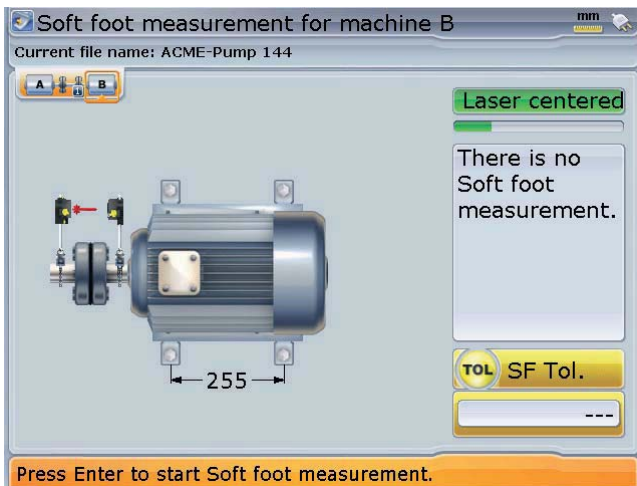 Soft foot measurement for machine B
mm
Current file name: ACME-Pump 144
A
B
Laser centered
There is no
Soft foot
measurement.
255
TOL SF Tol.
---
Press Enter to start Soft foot measurement.